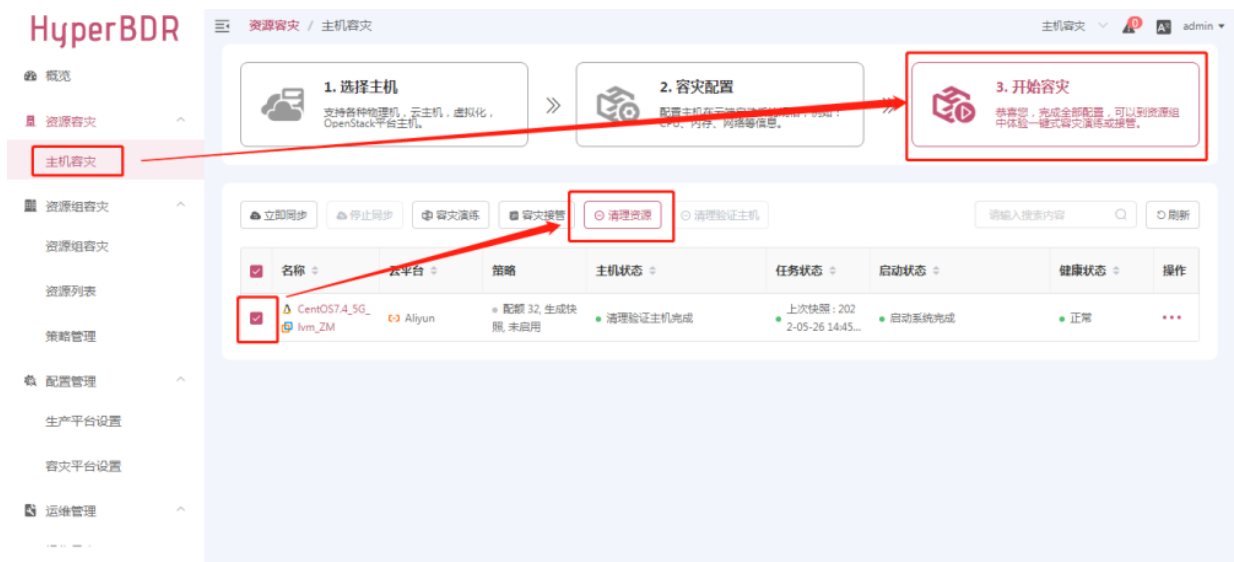 HyperBDR
资源容灾 / 主机容灾
主机容灾
0
admin
概览
资源容灾
主机容灾
资源组容灾
资源组容灾
资源列表
策略管理
配置管理
生产平台设置
容灾平台设置
运维管理
1. 选择主机
支持各种物理机，云主机，虚拟化，
OpenStack平台主机。
2. 容灾配置
CPU、内存、网络等信息。
3. 开始容灾
恭喜您，完成全部配置，可以到资源组
中体验一键式容灾演练或接管。
立即同步 停止同步 容灾演练 容灾接管 清理资源 清理验证主机 请输入搜索内容 刷新
名称 云平台 策略 主机状态 任务状态 启动状态 健康状态 操作
CentOS7.4_5G_
lvm_ZM
Aliyun
配额 32, 生成快
照, 未启用
清理验证主机完成
上次快照 : 202
2-05-26 14:45...
启动系统完成
正常